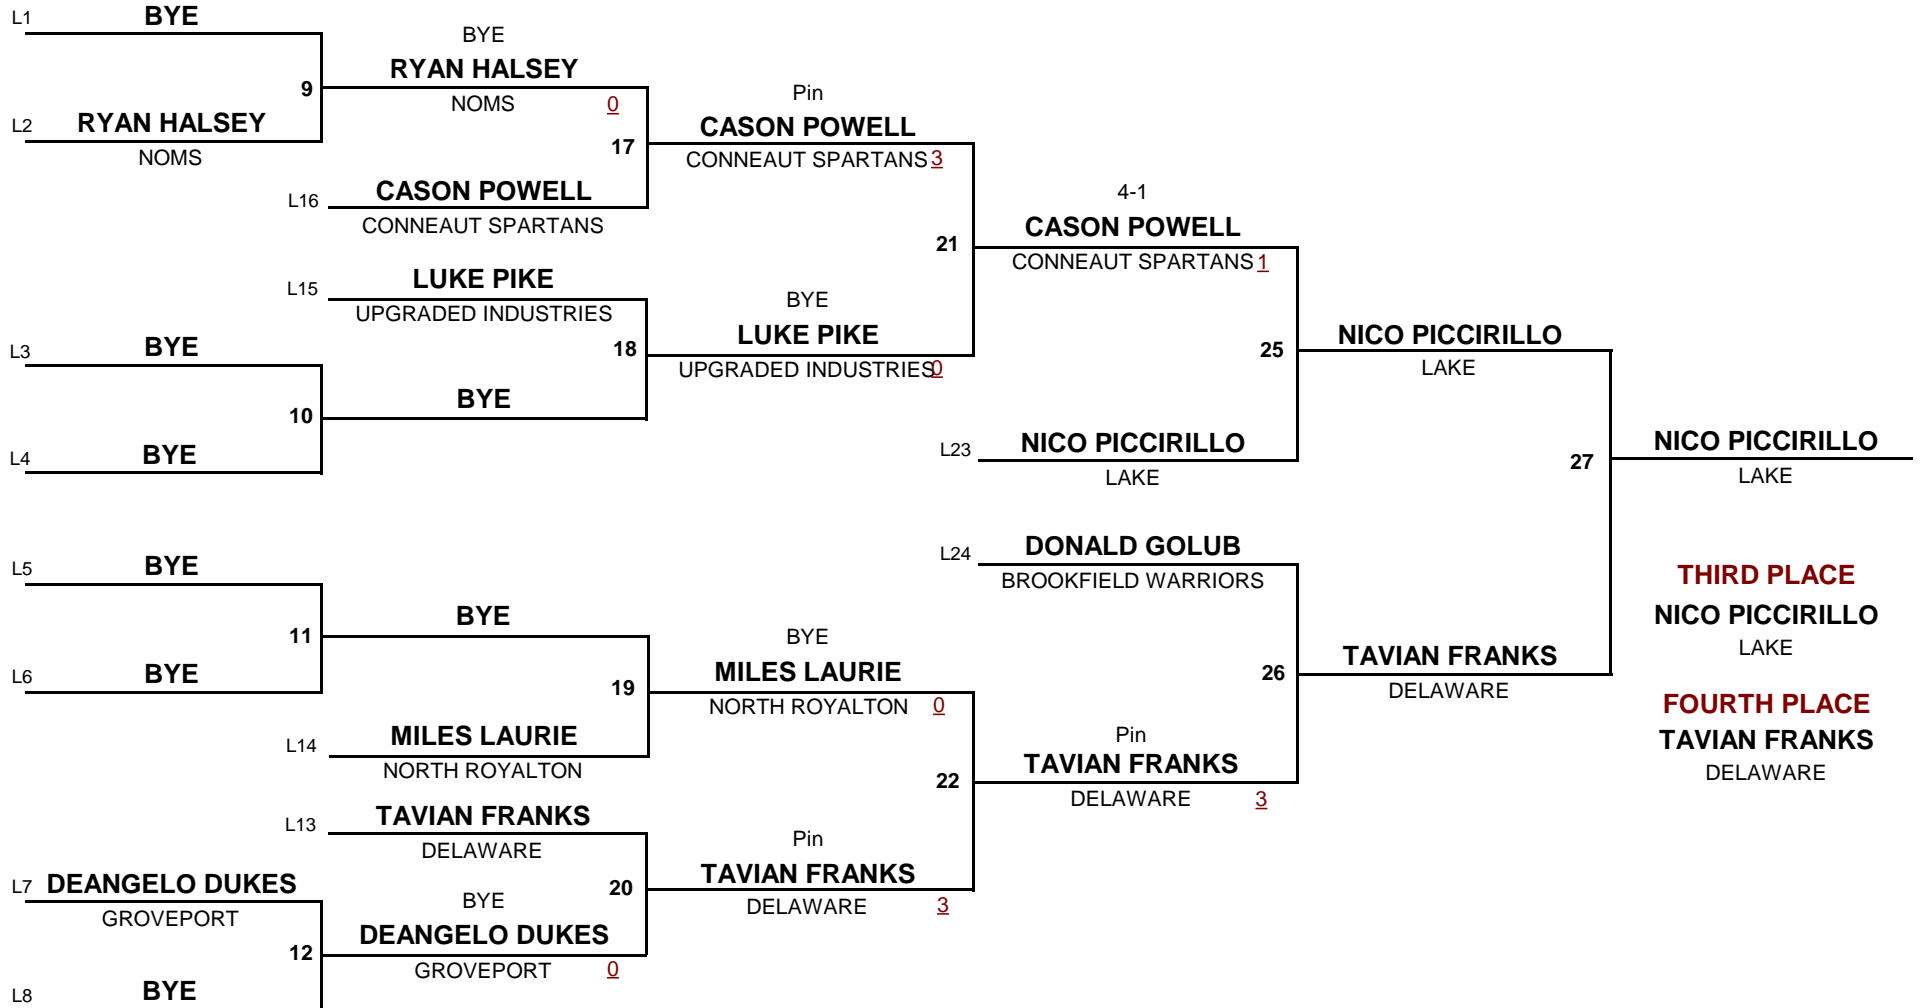 L1 BYE
BYE
RYAN HALSEY
9
NOMS 0
L2 RYAN HALSEY
NOMS
Pin
CASON POWELL
17
CONNEAUT SPARTANS 3
L16 CASON POWELL
CONNEAUT SPARTANS
4-1
CASON POWELL
21
CONNEAUT SPARTANS 1
L15 LUKE PIKE
UPGRADED INDUSTRIES
BYE
LUKE PIKE
18
UPGRADED INDUSTRIES 0
L3 BYE
10
BYE
L4 BYE
NICO PICCIRILLO
25
LAKE
L23 NICO PICCIRILLO
LAKE
27
NICO PICCIRILLO
LAKE
L24 DONALD GOLUB
BROOKFIELD WARRIORS
L5 BYE
11
BYE
L6 BYE
BYE
MILES LAURIE
19
NORTH ROYALTON 0
L14 MILES LAURIE
NORTH ROYALTON
TAVIAN FRANKS
26
DELAWARE
Pin
TAVIAN FRANKS
22
DELAWARE 3
L13 TAVIAN FRANKS
DELAWARE
Pin
TAVIAN FRANKS
20
DELAWARE 3
L7 DEANGELO DUKES
GROVEPORT
BYE
DEANGELO DUKES
12
GROVEPORT 0
L8 BYE
THIRD PLACE
NICO PICCIRILLO
LAKE
FOURTH PLACE
TAVIAN FRANKS
DELAWARE